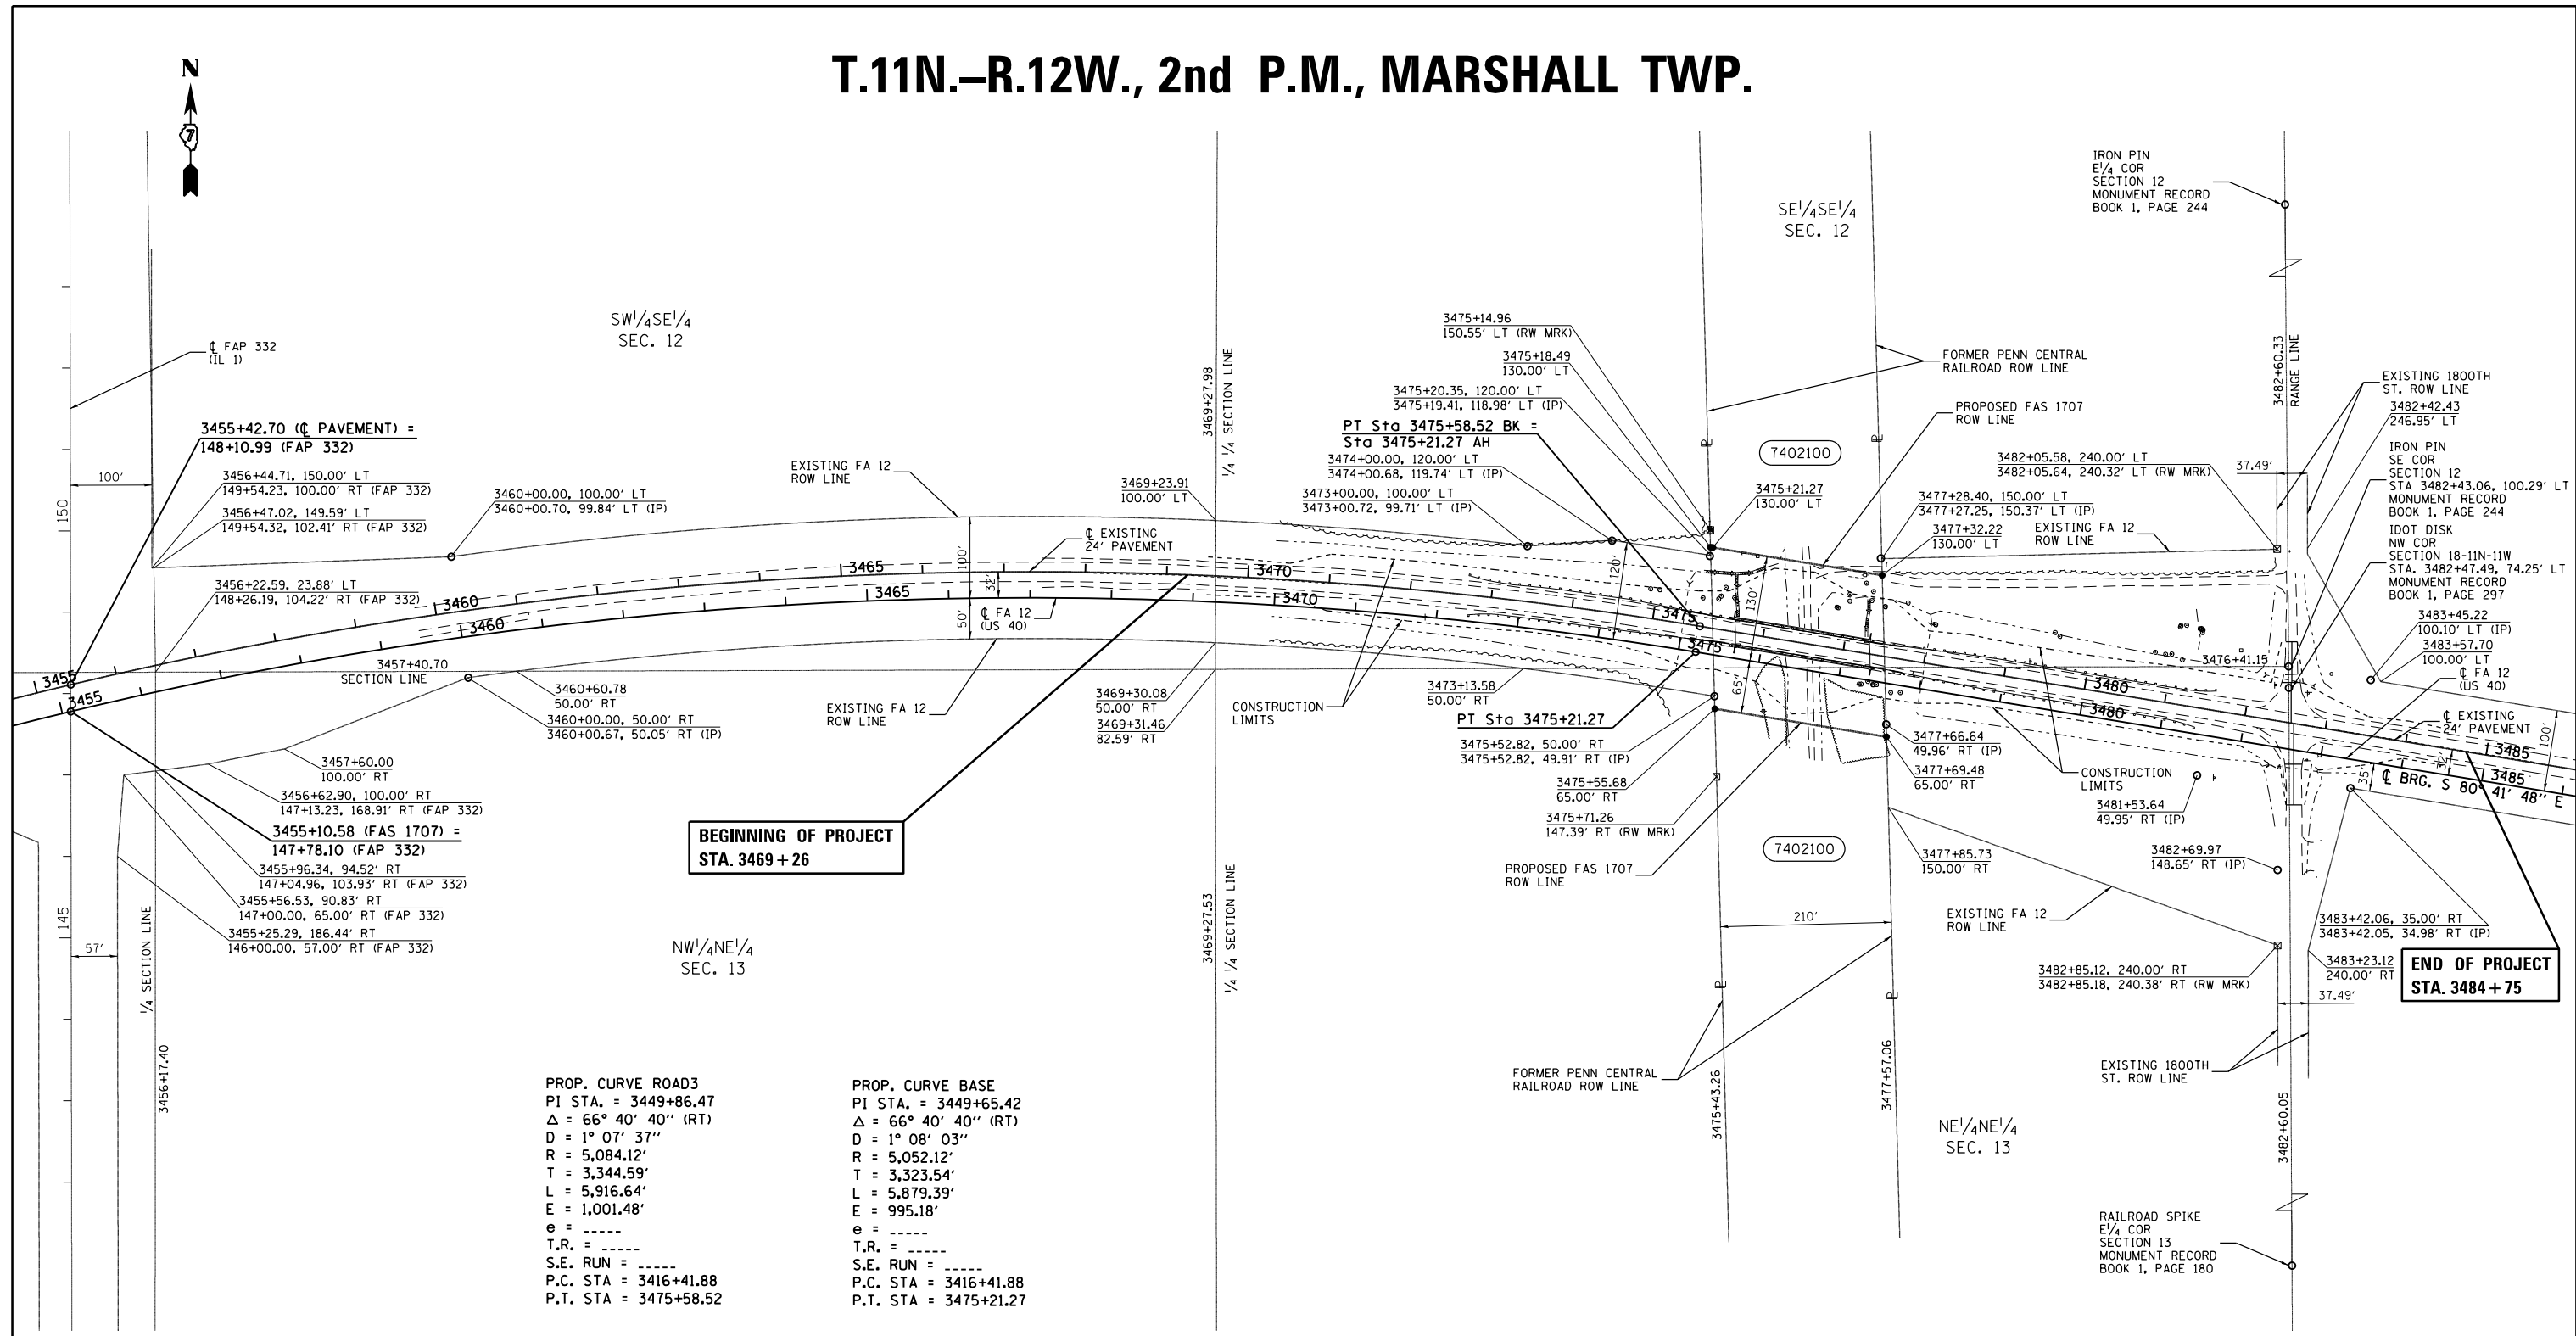 T.11N.–R.12W., 2nd P.M., MARSHALL TWP.
N
7
IRON PIN
E¼ COR
SECTION 12
MONUMENT RECORD
BOOK 1, PAGE 244
SE¼SE¼
SEC. 12
SW¼SE¼
SEC. 12
℄ FAP 332
(IL 1)
3455+42.70 (℄ PAVEMENT) =
148+10.99 (FAP 332)
100'
3456+44.71, 150.00' LT
149+54.23, 100.00' RT (FAP 332)
3456+47.02, 149.59' LT
149+54.32, 102.41' RT (FAP 332)
150
3460+00.00, 100.00' LT
3460+00.70, 99.84' LT (IP)
3456+22.59, 23.88' LT
148+26.19, 104.22' RT (FAP 332)
EXISTING FA 12
ROW LINE
℄ EXISTING
24' PAVEMENT
3469+23.91
100.00' LT
3469+27.98
¼ ¼ SECTION LINE
3475+14.96
150.55' LT (RW MRK)
3475+18.49
130.00' LT
3475+20.35, 120.00' LT
3475+19.41, 118.98' LT (IP)
PT Sta 3475+58.52 BK =
Sta 3475+21.27 AH
3474+00.00, 120.00' LT
3474+00.68, 119.74' LT (IP)
3473+00.00, 100.00' LT
3473+00.72, 99.71' LT (IP)
FORMER PENN CENTRAL
RAILROAD ROW LINE
PROPOSED FAS 1707
ROW LINE
PL
PL
7402100
3475+21.27
130.00' LT
3482+05.58, 240.00' LT
3482+05.64, 240.32' LT (RW MRK)
3477+28.40, 150.00' LT
3477+27.25, 150.37' LT (IP)
3477+32.22
130.00' LT
EXISTING FA 12
ROW LINE
3482+60.33
RANGE LINE
37.49'
EXISTING 1800TH
ST. ROW LINE
3482+42.43
246.95' LT
IRON PIN
SE COR
SECTION 12
STA 3482+43.06, 100.29' LT
MONUMENT RECORD
BOOK 1, PAGE 244
IDOT DISK
NW COR
SECTION 18-11N-11W
STA. 3482+47.49, 74.25' LT
MONUMENT RECORD
BOOK 1, PAGE 297
3483+45.22
100.10' LT (IP)
3483+57.70
100.00' LT
℄ FA 12
(US 40)
3455
3460
3465
3470
3475
3480
3485
3455
3460
3465
3470
3475
3480
3485
100'
32'
50'
120'
30'
65'
℄ FA 12
(US 40)
3457+40.70
SECTION LINE
3476+41.15
3460+60.78
50.00' RT
3460+00.00, 50.00' RT
3460+00.67, 50.05' RT (IP)
EXISTING FA 12
ROW LINE
3469+30.08
50.00' RT
3469+31.46
82.59' RT
CONSTRUCTION
LIMITS
3473+13.58
50.00' RT
PT Sta 3475+21.27
3475+52.82, 50.00' RT
3475+52.82, 49.91' RT (IP)
3475+55.68
65.00' RT
3475+71.26
147.39' RT (RW MRK)
PROPOSED FAS 1707
ROW LINE
7402100
3477+66.64
49.96' RT (IP)
3477+69.48
65.00' RT
3477+85.73
150.00' RT
CONSTRUCTION
LIMITS
3481+53.64
49.95' RT (IP)
℄ EXISTING
24' PAVEMENT
100'
32'
35'
℄ BRG. S 80° 41' 48'' E
3482+69.97
148.65' RT (IP)
3457+60.00
100.00' RT
3456+62.90, 100.00' RT
147+13.23, 168.91' RT (FAP 332)
3455+10.58 (FAS 1707) =
147+78.10 (FAP 332)
3455+96.34, 94.52' RT
147+04.96, 103.93' RT (FAP 332)
3455+56.53, 90.83' RT
147+00.00, 65.00' RT (FAP 332)
3455+25.29, 186.44' RT
146+00.00, 57.00' RT (FAP 332)
145
57'
¼ SECTION LINE
3456+17.40
BEGINNING OF PROJECT
STA. 3469+26
NW¼NE¼
SEC. 13
3469+27.53
¼ ¼ SECTION LINE
210'
EXISTING FA 12
ROW LINE
3483+42.06, 35.00' RT
3483+42.05, 34.98' RT (IP)
3483+23.12
240.00' RT
3482+85.12, 240.00' RT
3482+85.18, 240.38' RT (RW MRK)
37.49'
END OF PROJECT
STA. 3484+75
PL
PL
FORMER PENN CENTRAL
RAILROAD ROW LINE
3475+43.26
3477+57.06
EXISTING 1800TH
ST. ROW LINE
NE¼NE¼
SEC. 13
3482+60.05
RAILROAD SPIKE
E¼ COR
SECTION 13
MONUMENT RECORD
BOOK 1, PAGE 180
PROP. CURVE ROAD3
PI STA. = 3449+86.47
Δ = 66° 40' 40'' (RT)
D = 1° 07' 37''
R = 5,084.12'
T = 3,344.59'
L = 5,916.64'
E = 1,001.48'
e = _____
T.R. = _____
S.E. RUN = _____
P.C. STA = 3416+41.88
P.T. STA = 3475+58.52
PROP. CURVE BASE
PI STA. = 3449+65.42
Δ = 66° 40' 40'' (RT)
D = 1° 08' 03''
R = 5,052.12'
T = 3,323.54'
L = 5,879.39'
E = 995.18'
e = _____
T.R. = _____
S.E. RUN = _____
P.C. STA = 3416+41.88
P.T. STA = 3475+21.27